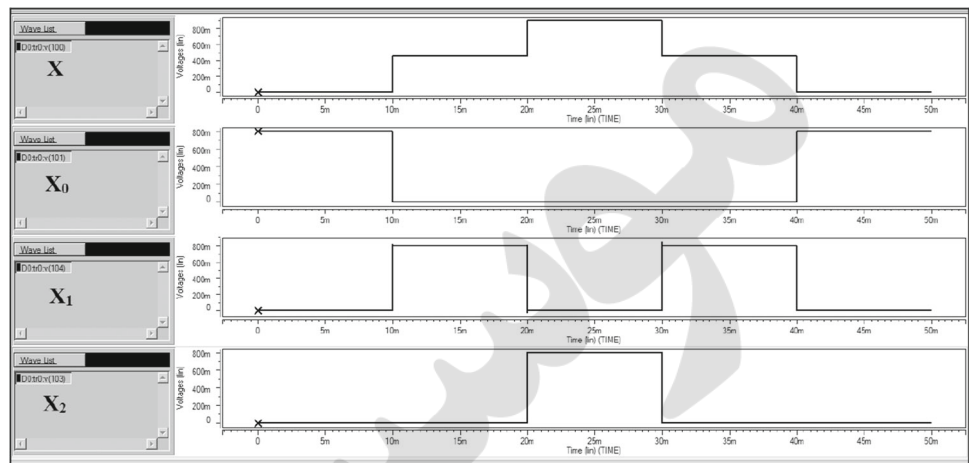 Wave List
D0:tr0:v(100)
X
Voltages (lin)
800m
600m
400m
200m
0
0 5m 10m 15m 20m 25m 30m 35m 40m 45m 50m
Time (lin) (TIME)
Wave List
D0:tr0:v(101)
X₀
Voltages (lin)
800m
600m
400m
200m
0
0 5m 10m 15m 20m 25m 30m 35m 40m 45m 50m
Time (lin) (TIME)
Wave List
D0:tr0:v(104)
X₁
Voltages (lin)
800m
600m
400m
200m
0
0 5m 10m 15m 20m 25m 30m 35m 40m 45m 50m
Time (lin) (TIME)
Wave List
D0:tr0:v(103)
X₂
Voltages (lin)
800m
600m
400m
200m
0
0 5m 10m 15m 20m 25m 30m 35m 40m 45m 50m
Time (lin) (TIME)